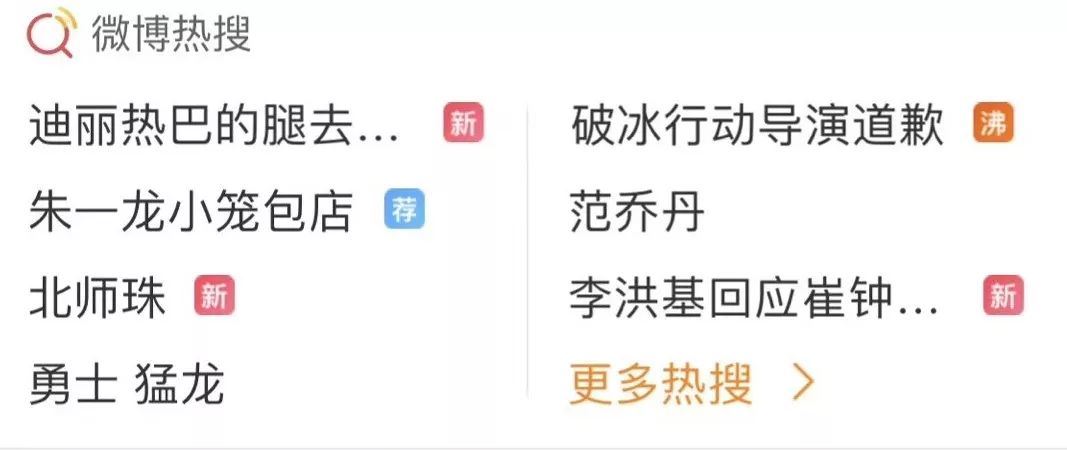 微博热搜
迪丽热巴的腿去... 新
破冰行动导演道歉 沸
朱一龙小笼包店 荐
范乔丹
北师珠 新
李洪基回应崔钟... 新
勇士 猛龙
更多热搜 >